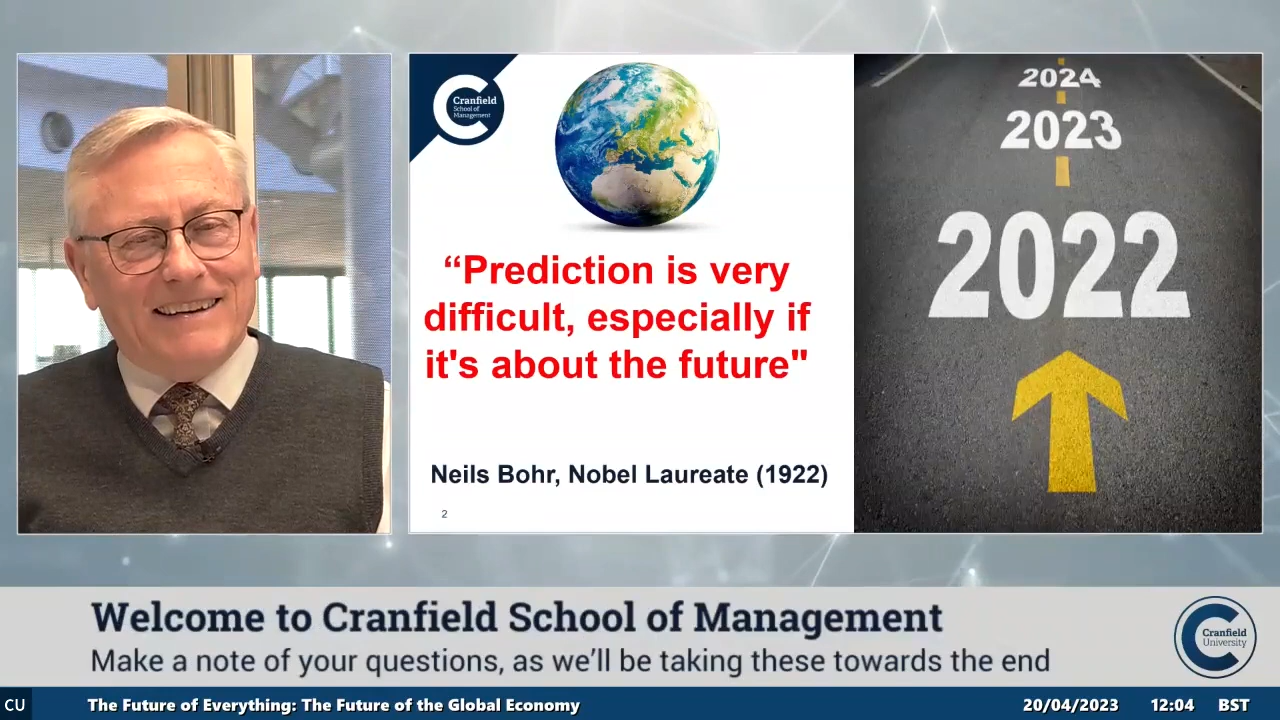 Cranfield
School of
Management
“Prediction is very
difficult, especially if
it's about the future"
Neils Bohr, Nobel Laureate (1922)
2
2024
2023
2022
Welcome to Cranfield School of Management
Make a note of your questions, as we’ll be taking these towards the end
Cranfield
University
CU
The Future of Everything: The Future of the Global Economy
20/04/2023
12:04
BST